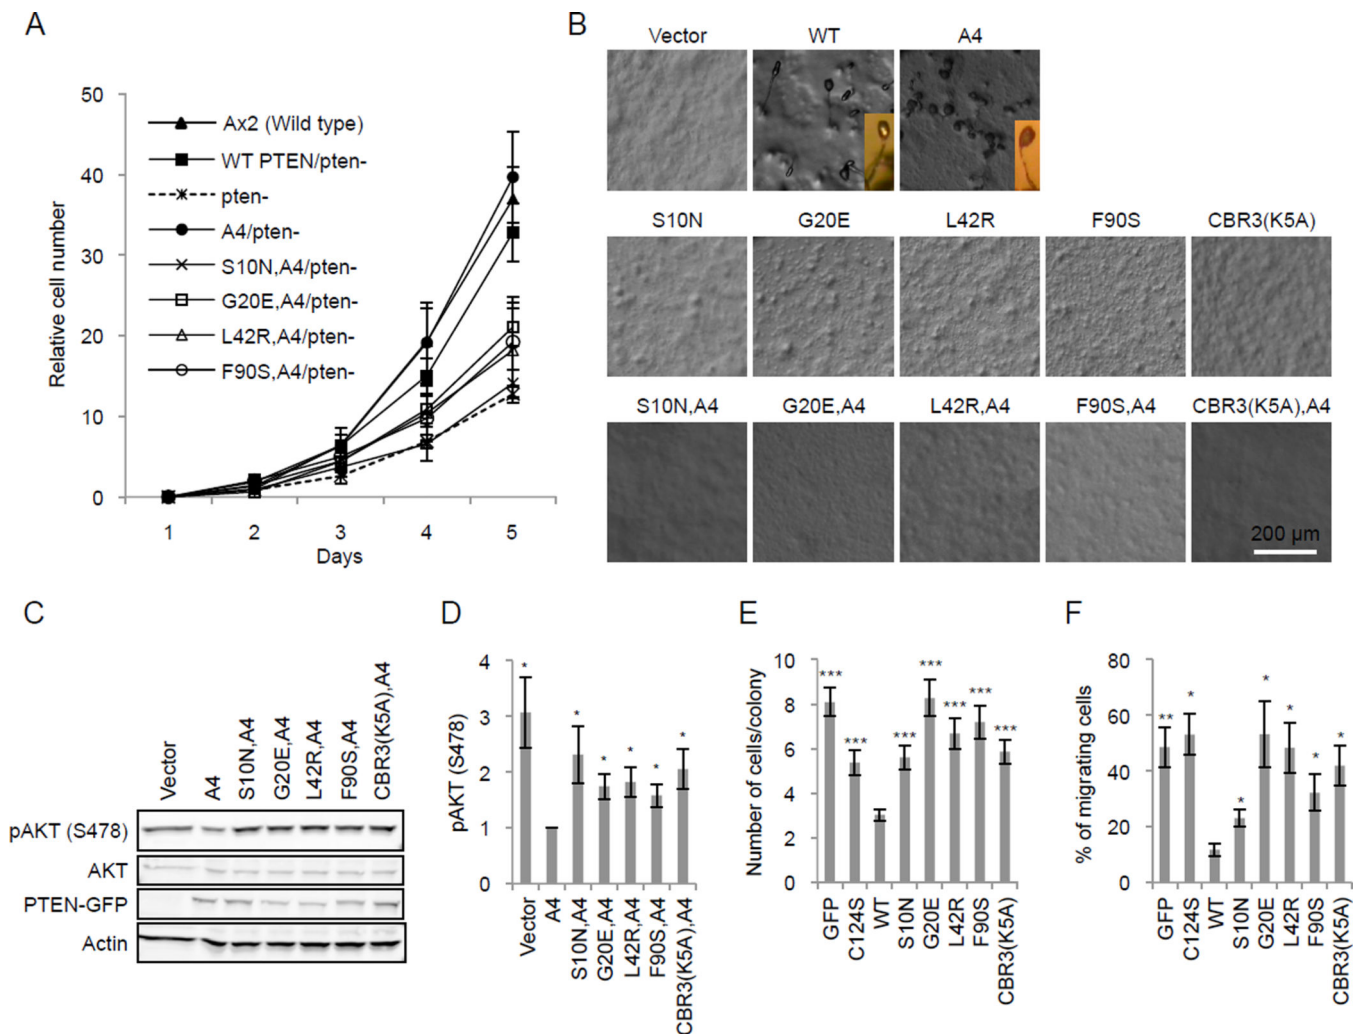 A
50
40
30
20
10
0
Relative cell number
Ax2 (Wild type)
WT PTEN/pten-
pten-
A4/pten-
S10N,A4/pten-
G20E,A4/pten-
L42R,A4/pten-
F90S,A4/pten-
1 2 3 4 5
Days
B
Vector WT A4
S10N G20E L42R F90S CBR3(K5A)
S10N,A4 G20E,A4 L42R,A4 F90S,A4 CBR3(K5A),A4
200 µm
C
Vector
A4
S10N,A4
G20E,A4
L42R,A4
F90S,A4
CBR3(K5A),A4
pAKT (S478)
AKT
PTEN-GFP
Actin
D
pAKT (S478)
4
3
2
1
0
* * * * * *
Vector
A4
S10N,A4
G20E,A4
L42R,A4
F90S,A4
CBR3(K5A),A4
E
Number of cells/colony
10
8
6
4
2
0
*** *** *** *** *** *** ***
GFP
C124S
WT
S10N
G20E
L42R
F90S
CBR3(K5A)
F
% of migrating cells
80
60
40
20
0
** * * * * * *
GFP
C124S
WT
S10N
G20E
L42R
F90S
CBR3(K5A)